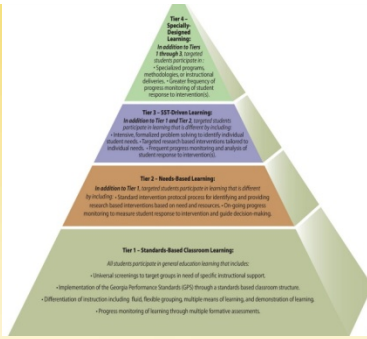 Tier 4 –
Specially-
Designed
Learning:
In addition to Tiers
1 through 3, targeted
students participate in:
• Specialized programs,
methodologies, or instructional
deliveries. • Greater frequency of
progress monitoring of student
response to intervention(s).
Tier 3 – SST-Driven Learning:
In addition to Tier 1 and Tier 2, targeted students
participate in learning that is different by including:
• Intensive, formalized problem solving to identify individual
student needs. • Targeted research based interventions tailored to
individual needs. • Frequent progress monitoring and analysis of
student response to intervention(s).
Tier 2 – Needs-Based Learning:
In addition to Tier 1, targeted students participate in learning that is different
by including: • Standard intervention protocol process for identifying and providing
research based interventions based on need and resources. • On-going progress
monitoring to measure student response to intervention and guide decision-making.
Tier 1 – Standards-Based Classroom Learning:
All students participate in general education learning that includes:
• Universal screenings to target groups in need of specific instructional support.
• Implementation of the Georgia Performance Standards (GPS) through a standards based classroom structure.
• Differentiation of instruction including fluid, flexible grouping, multiple means of learning, and demonstration of learning.
• Progress monitoring of learning through multiple formative assessments.